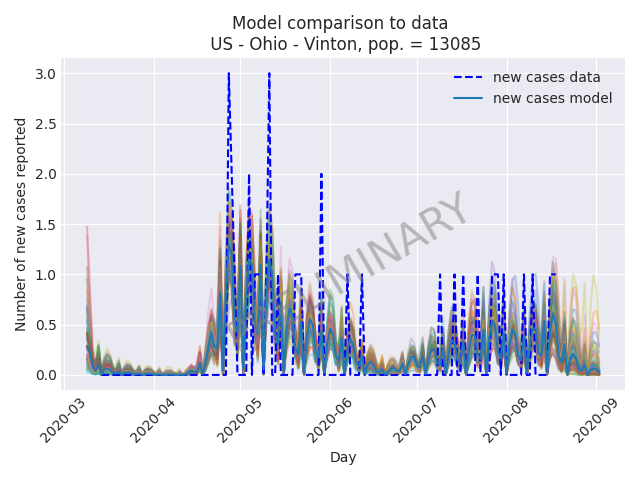 Model comparison to data
US - Ohio - Vinton, pop. = 13085
new cases data
new cases model
PRELIMINARY
Number of new cases reported
3.0
2.5
2.0
1.5
1.0
0.5
0.0
2020-03
2020-04
2020-05
2020-06
2020-07
2020-08
2020-09
Day